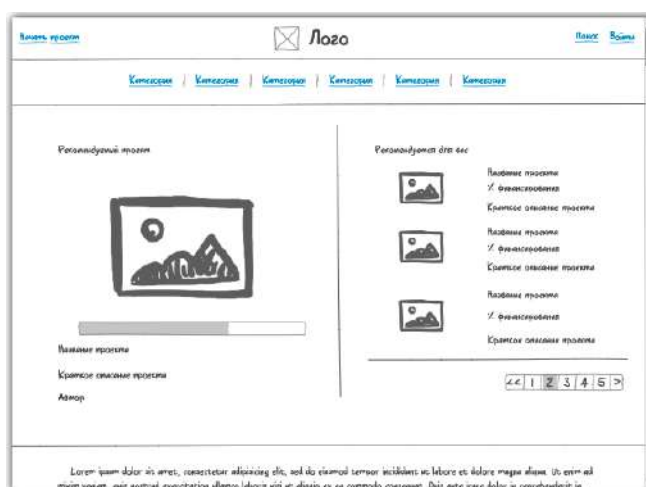 Начать проект
Лого
Поиск Войти
Категория | Категория | Категория | Категория | Категория | Категория
Рекомендуемый проект
Название проекта
Краткое описание проекта
Автор
Рекомендуется для вас
Название проекта
% финансирования
Краткое описание проекта
Название проекта
% финансирования
Краткое описание проекта
Название проекта
% финансирования
Краткое описание проекта
<< 1 2 3 4 5 >
Lorem ipsum dolor sit amet, consectetur adipisicing elit, sed do eiusmod tempor incididunt ut labore et dolore magna aliqua. Ut enim ad